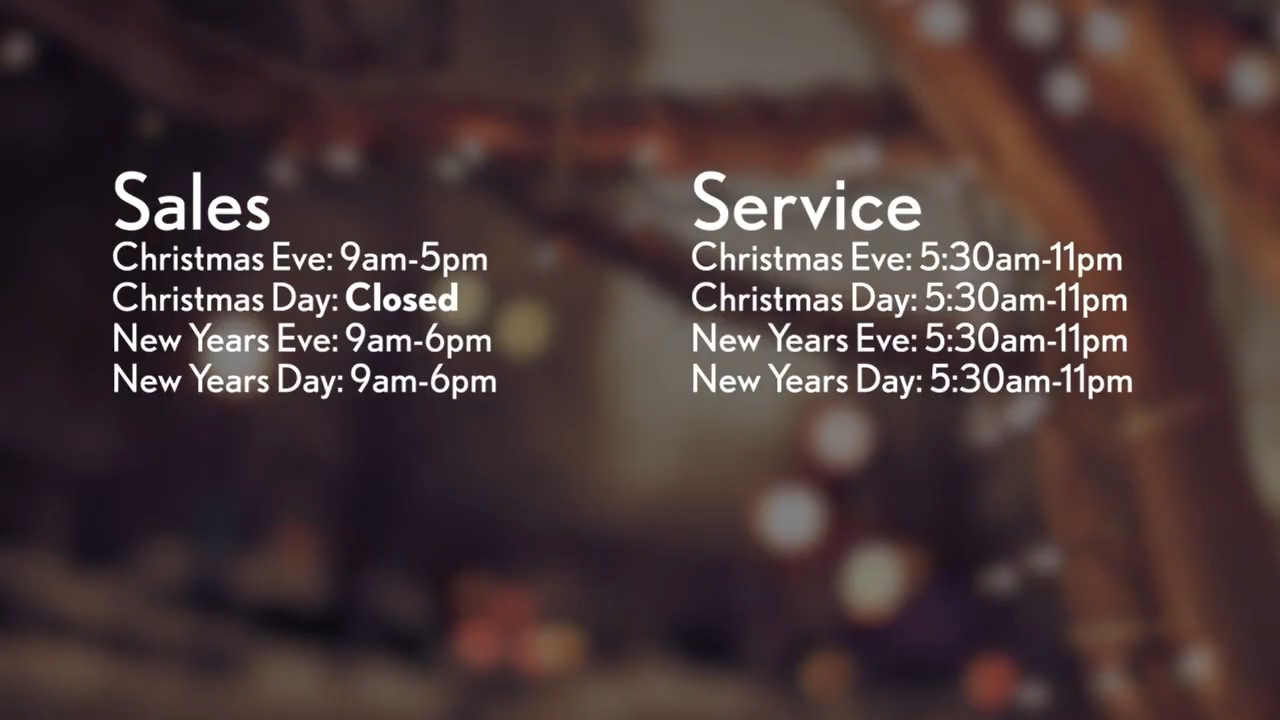 Sales
Christmas Eve: 9am-5pm
Christmas Day: Closed
New Years Eve: 9am-6pm
New Years Day: 9am-6pm
Service
Christmas Eve: 5:30am-11pm
Christmas Day: 5:30am-11pm
New Years Eve: 5:30am-11pm
New Years Day: 5:30am-11pm